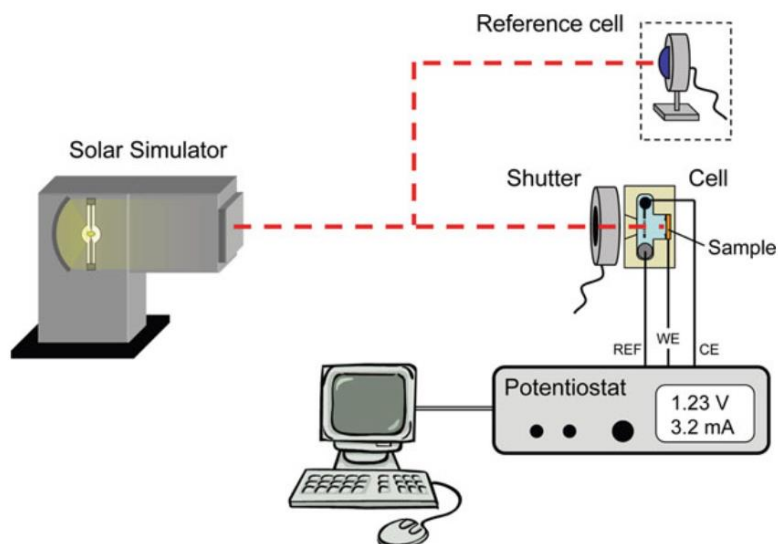 Reference cell
Solar Simulator
Shutter
Cell
Sample
REF
WE
CE
Potentiostat
1.23 V
3.2 mA